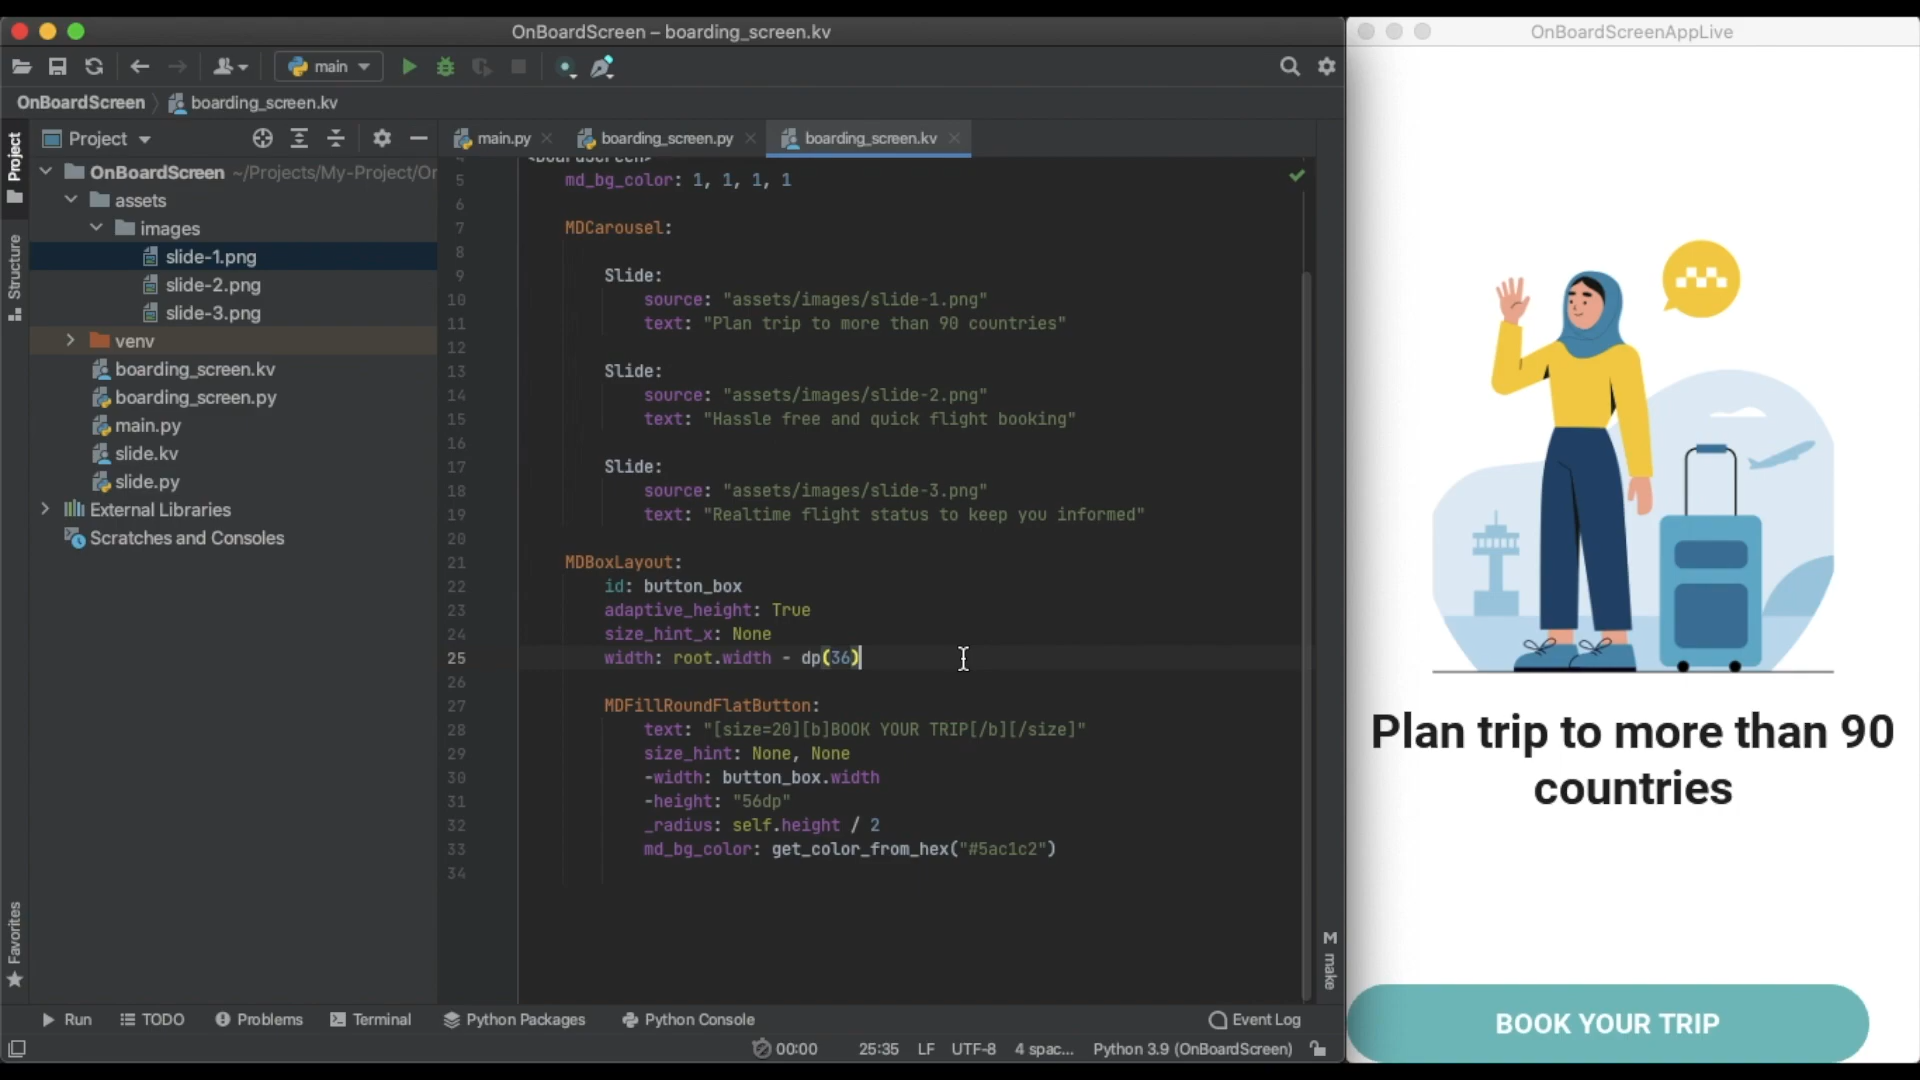 OnBoardScreen – boarding_screen.kv
OnBoardScreenAppLive
main
OnBoardScreen
boarding_screen.kv
Project
main.py
boarding_screen.py
boarding_screen.kv
Project
Structure
Favorites
OnBoardScreen ~/Projects/My-Project/Or
assets
images
slide-1.png
slide-2.png
slide-3.png
venv
boarding_screen.kv
boarding_screen.py
main.py
slide.kv
slide.py
External Libraries
Scratches and Consoles
4 <BoardScreen>
5 md_bg_color: 1, 1, 1, 1
6
7 MDCarousel:
8
9 Slide:
10 source: "assets/images/slide-1.png"
11 text: "Plan trip to more than 90 countries"
12
13 Slide:
14 source: "assets/images/slide-2.png"
15 text: "Hassle free and quick flight booking"
16
17 Slide:
18 source: "assets/images/slide-3.png"
19 text: "Realtime flight status to keep you informed"
20
21 MDBoxLayout:
22 id: button_box
23 adaptive_height: True
24 size_hint_x: None
25 width: root.width - dp(36)
26
27 MDFillRoundFlatButton:
28 text: "[size=20][b]BOOK YOUR TRIP[/b][/size]"
29 size_hint: None, None
30 -width: button_box.width
31 -height: "56dp"
32 _radius: self.height / 2
33 md_bg_color: get_color_from_hex("#5ac1c2")
34
M make
Run
TODO
Problems
Terminal
Python Packages
Python Console
Event Log
00:00
25:35
LF
UTF-8
4 spac...
Python 3.9 (OnBoardScreen)
Plan trip to more than 90
countries
BOOK YOUR TRIP